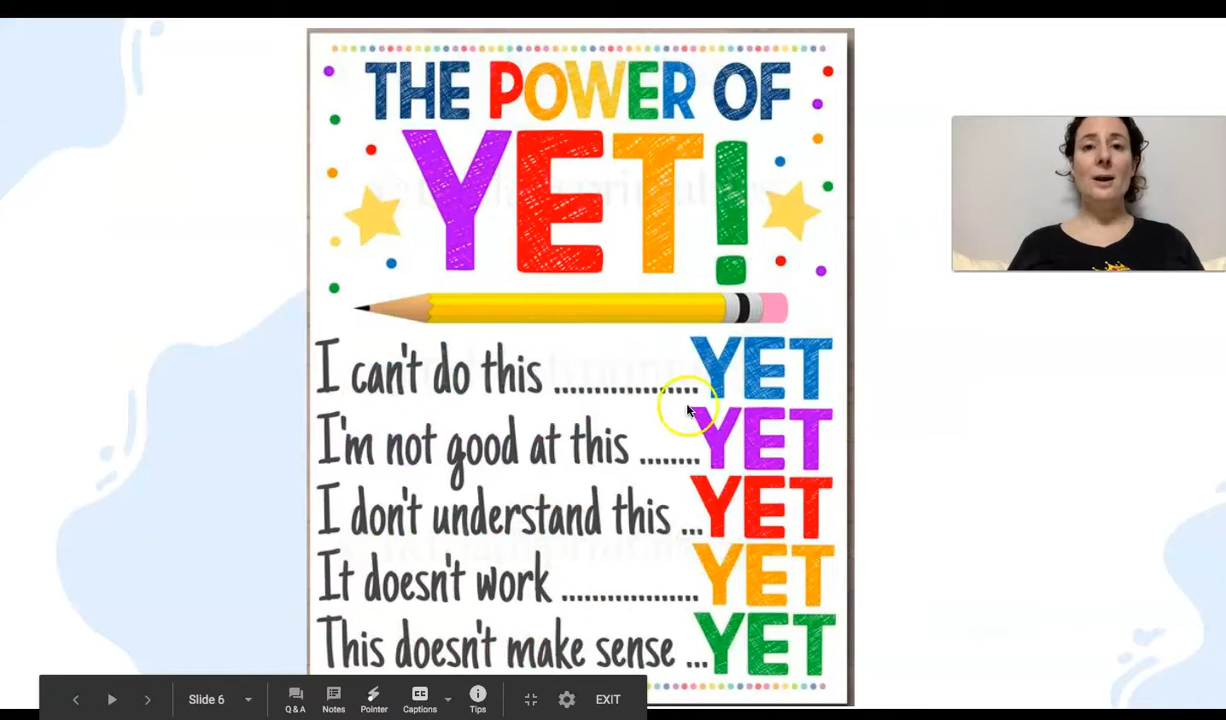 THE POWER OF
YET!
I can't do this ..................YET
I'm not good at this ........YET
I don't understand this ...YET
It doesn't work .................YET
This doesn't make sense ...YET
Slide 6
Q & A Notes Pointer Captions Tips EXIT